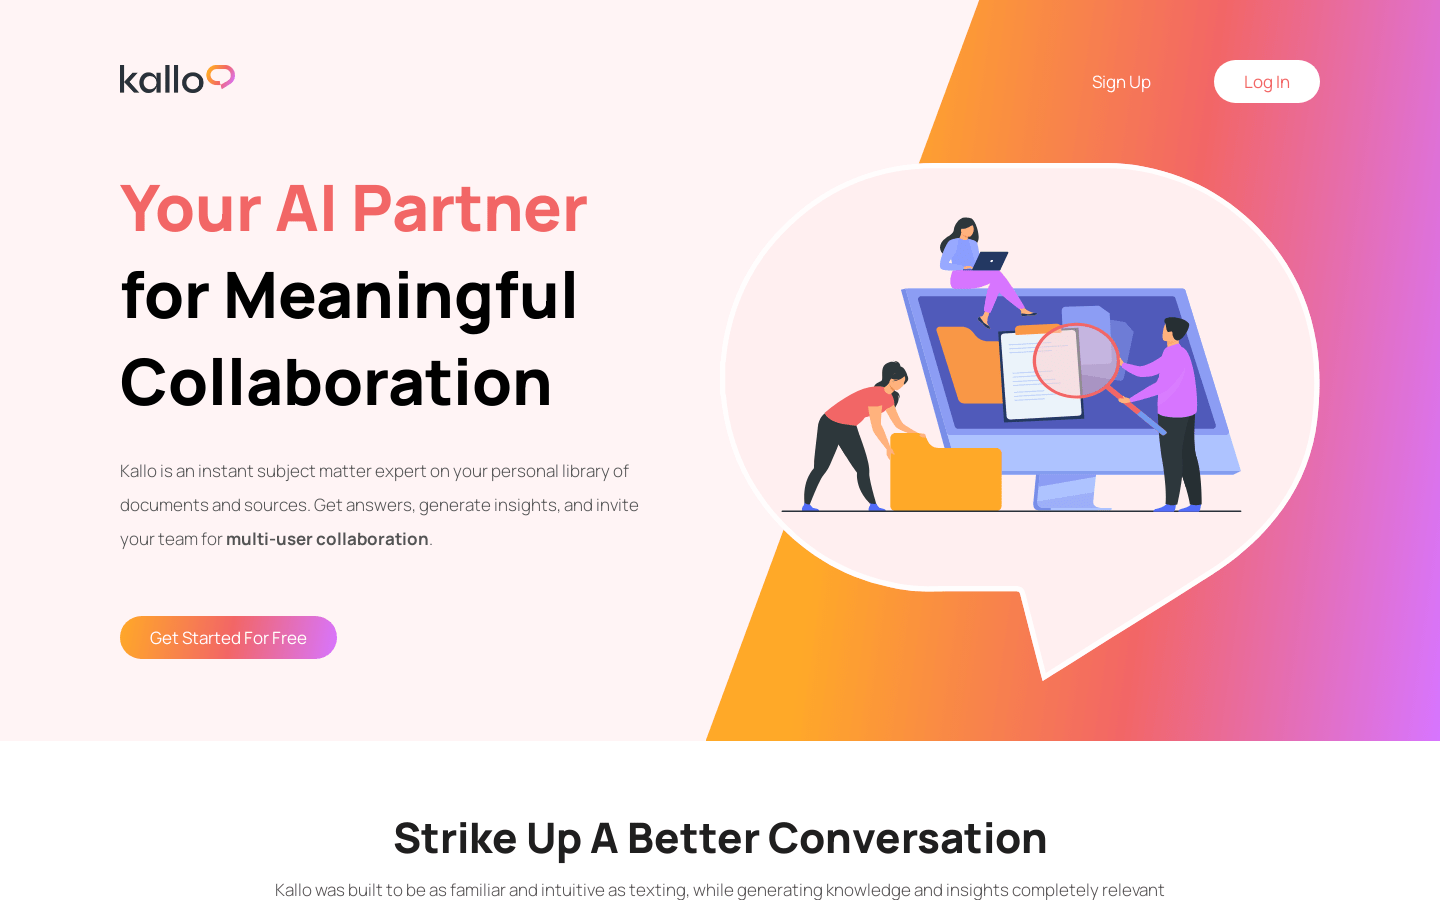 kallo
Sign Up
Log In
Your AI Partner
for Meaningful
Collaboration
Kallo is an instant subject matter expert on your personal library of
documents and sources. Get answers, generate insights, and invite
your team for multi-user collaboration.
Get Started For Free
Strike Up A Better Conversation
Kallo was built to be as familiar and intuitive as texting, while generating knowledge and insights completely relevant